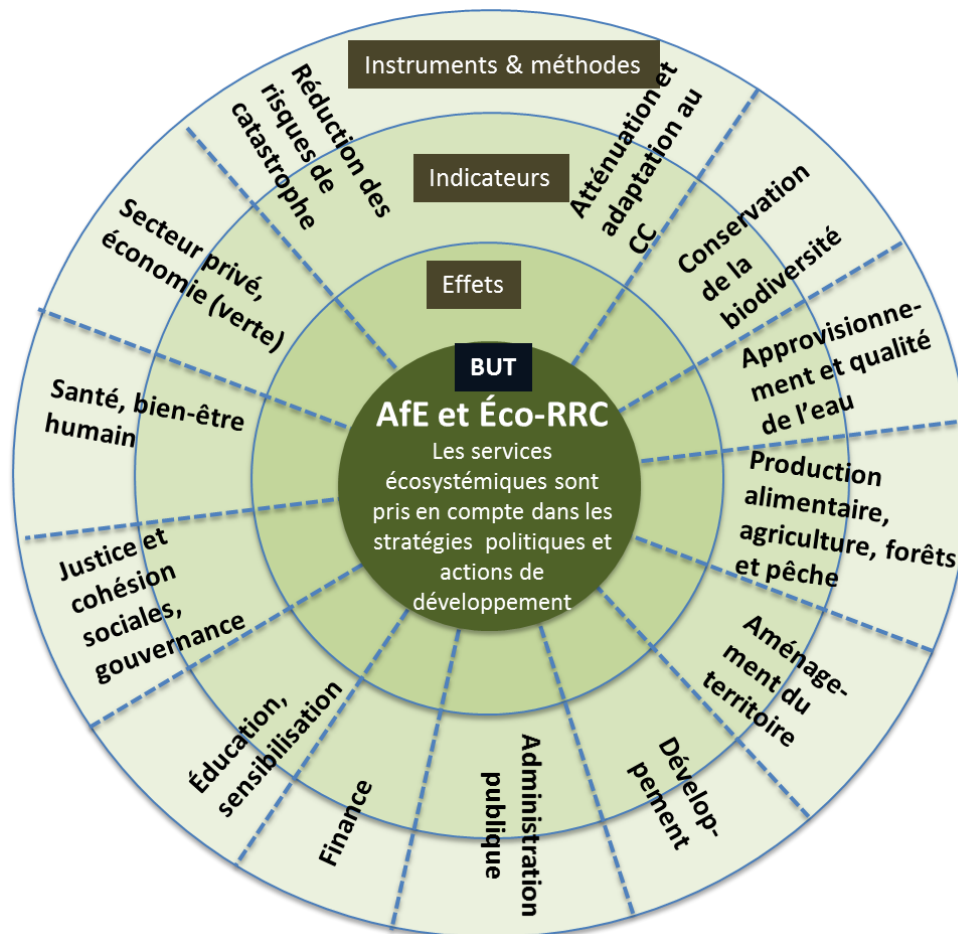 Instruments & méthodes
Indicateurs
Effets
BUT
AfE et Éco-RRC
Les services
écosystémiques sont
pris en compte dans les
stratégies politiques et
actions de
développement
Réduction des
risques de
catastrophe
Atténuation et
adaptation au
CC
Conservation
de la
biodiversité
Approvisionne-
ment et qualité
de l’eau
Production
alimentaire,
agriculture, forêts
et pêche
Aménage-
ment du
territoire
Dévelop-
pement
Administration
publique
Finance
Éducation,
sensibilisation
Justice et
cohésion
sociales,
gouvernance
Santé, bien-être
humain
Secteur privé,
économie (verte)